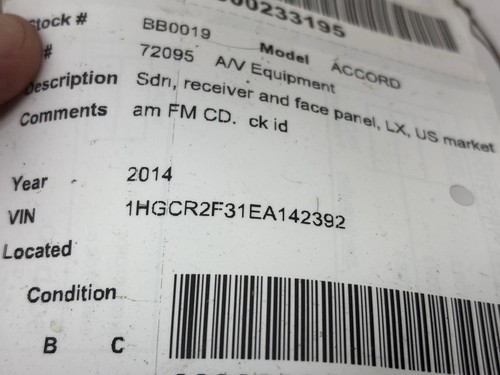 000233195
Stock # BB0019 Model ACCORD
# 72095 A/V Equipment
Description Sdn, receiver and face panel, LX, US market
Comments am FM CD. ck id
Year 2014
VIN 1HGCR2F31EA142392
Located
Condition
B C